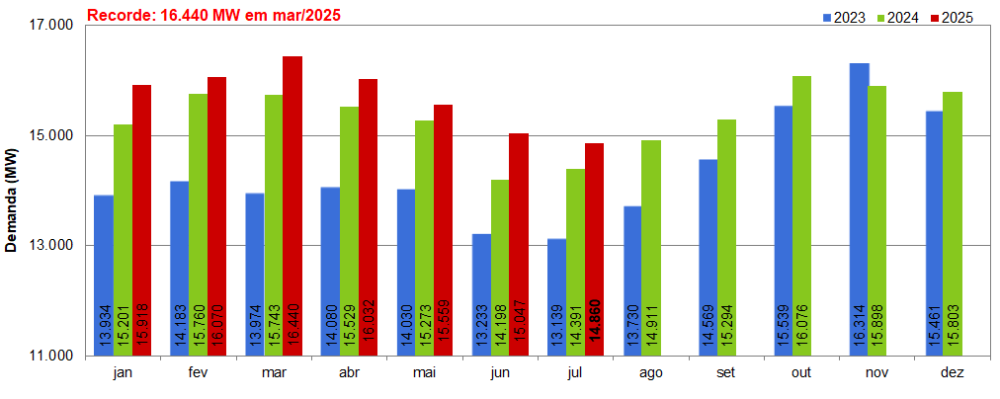 Recorde: 16.440 MW em mar/2025
2023 2024 2025
Demanda (MW)
17.000
15.000
13.000
11.000
13.934 15.201 15.918
14.183 15.760 16.070
13.974 15.743 16.440
14.080 15.529 16.032
14.030 15.273 15.559
13.233 14.198 15.047
13.139 14.391 14.860
13.730 14.911
14.569 15.294
15.539 16.076
16.314 15.898
15.461 15.803
jan fev mar abr mai jun jul ago set out nov dez